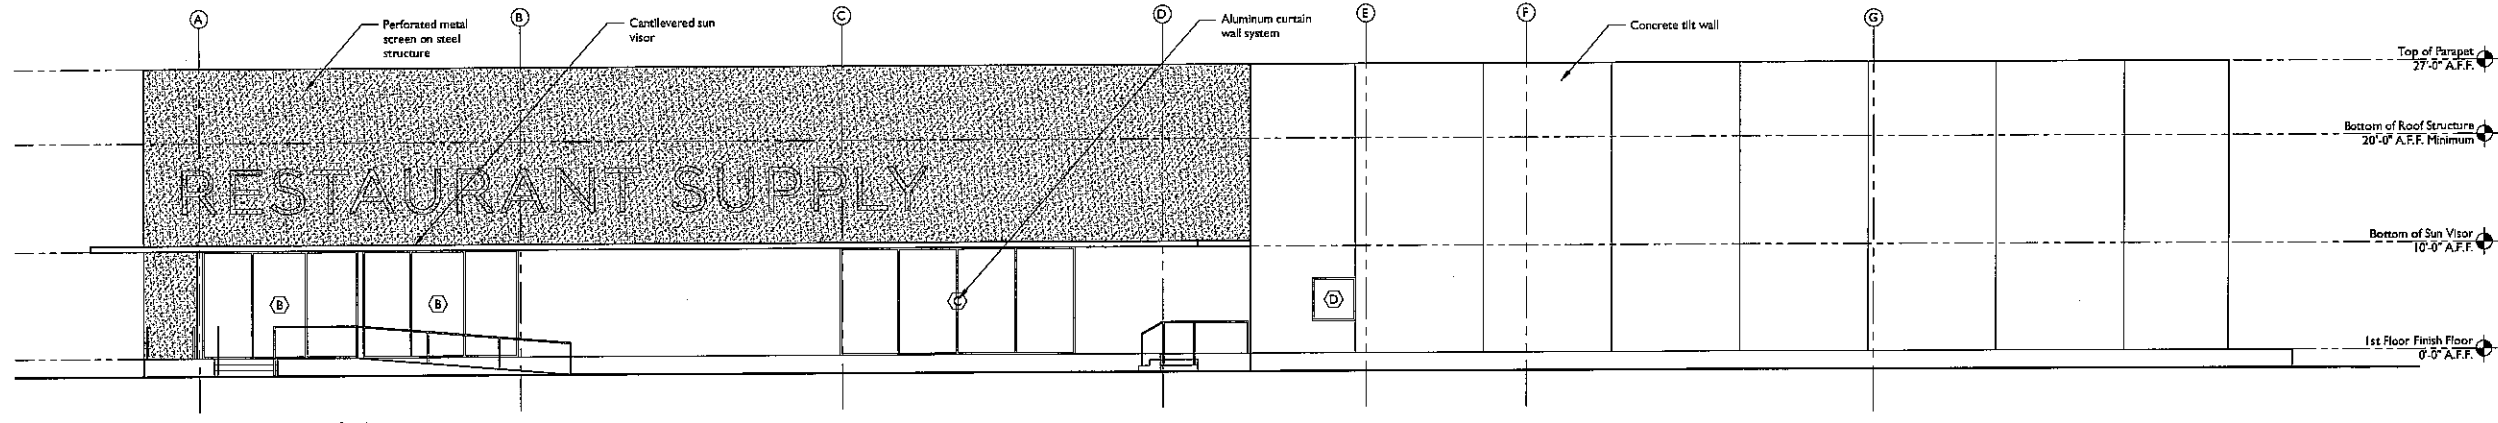 A
B
C
D
E
F
G
Perforated metal
screen on steel
structure
Cantilevered sun
visor
Aluminum curtain
wall system
Concrete tilt wall
Top of Parapet
27'-0" A.F.F.
Bottom of Roof Structure
20'-0" A.F.F. Minimum
RESTAURANT SUPPLY
Bottom of Sun Visor
10'-0" A.F.F.
B
B
C
D
1st Floor Finish Floor
0'-0" A.F.F.